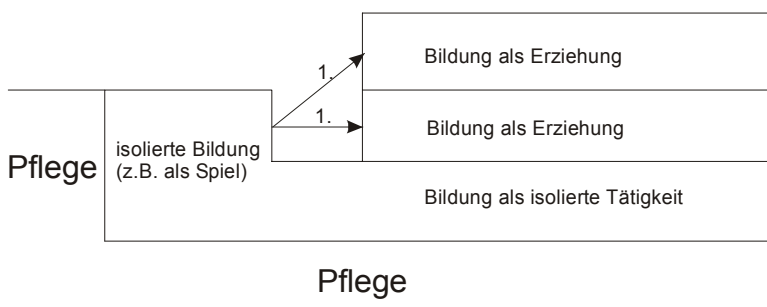 Bildung als Erziehung
1.
1.
Bildung als Erziehung
isolierte Bildung
(z.B. als Spiel)
Pflege
Bildung als isolierte Tätigkeit
Pflege